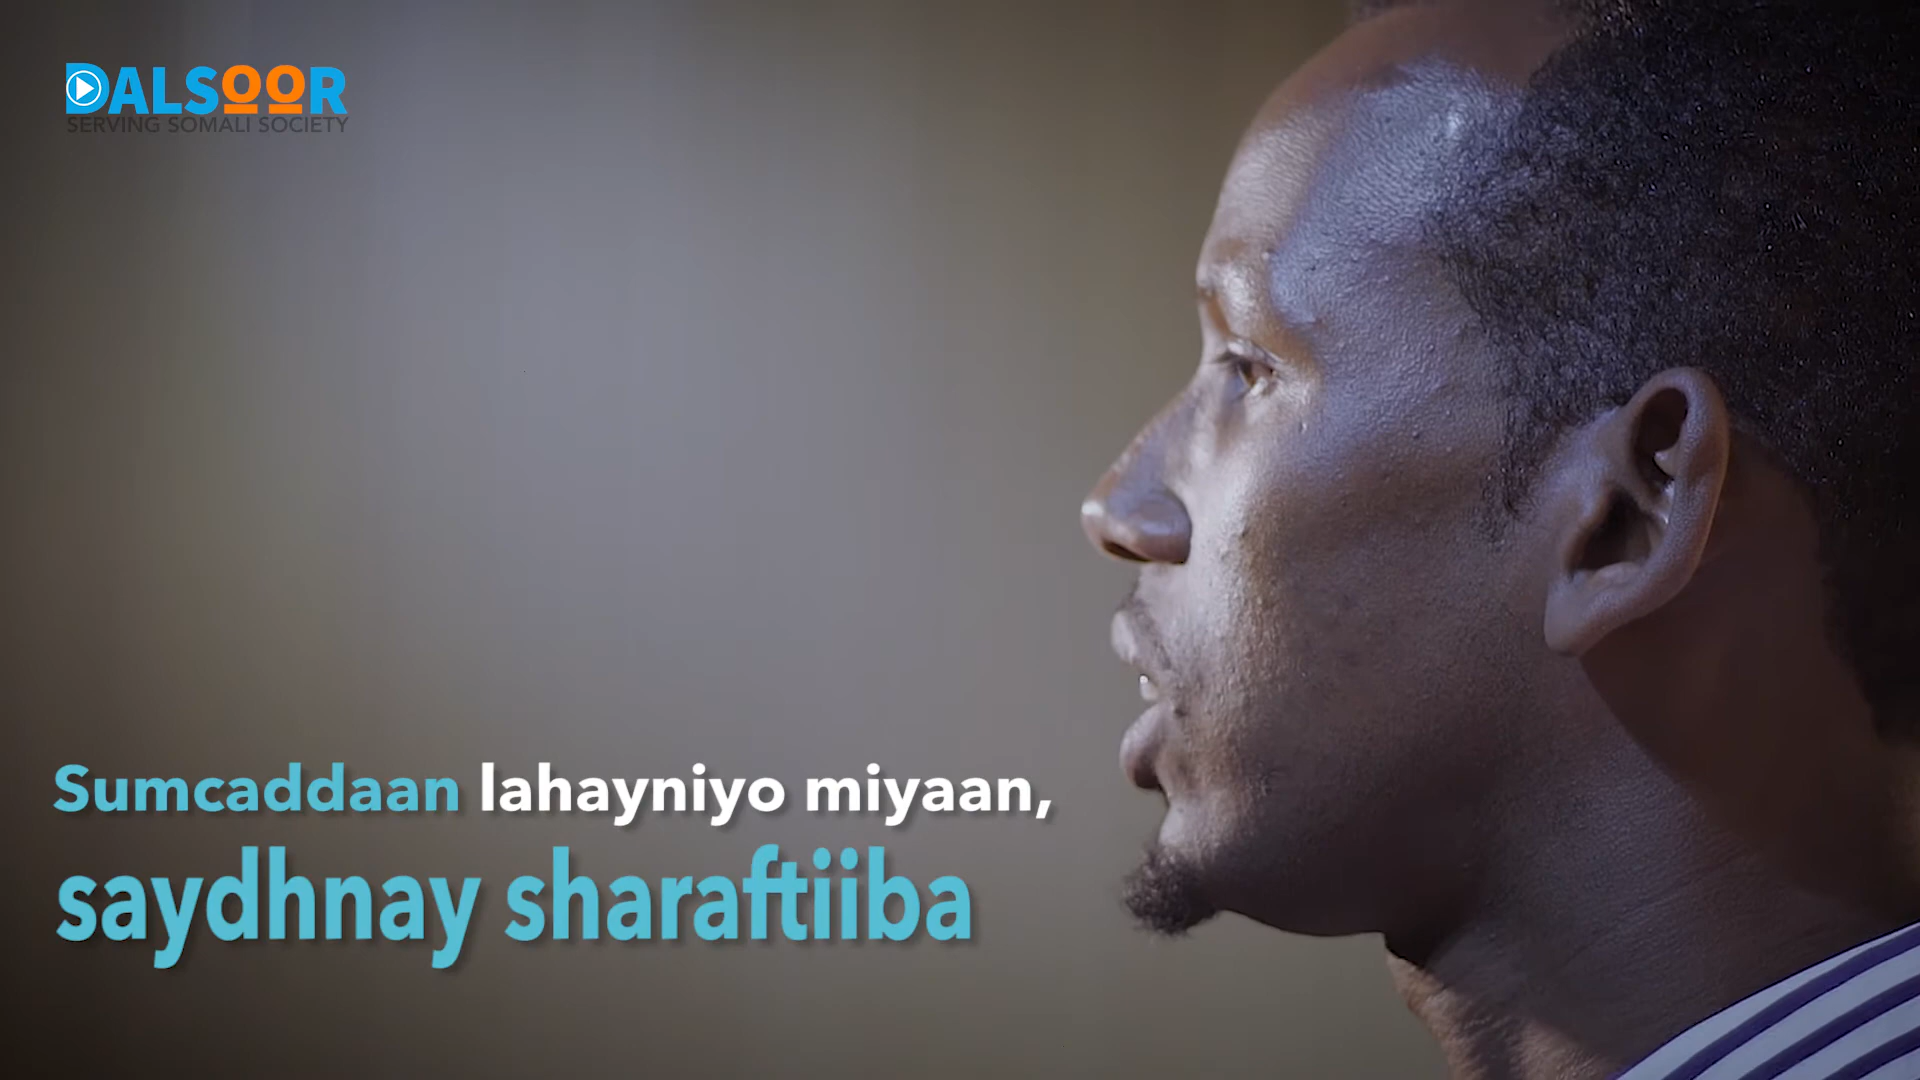 DALSOOR
SERVING SOMALI SOCIETY
Sumcaddaan lahayniyo miyaan,
saydhnay sharaftiiba